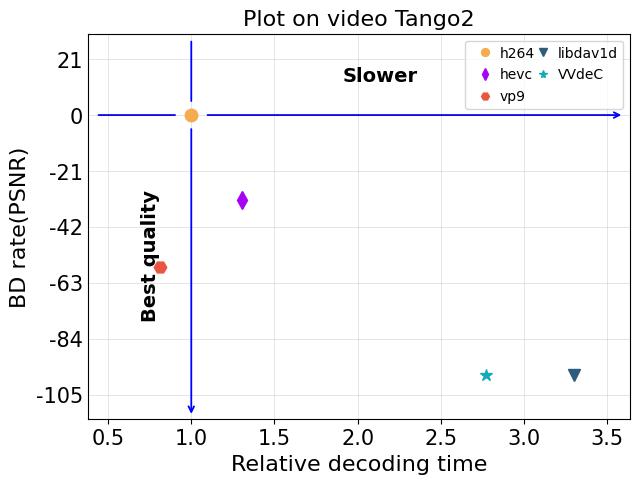 Plot on video Tango2
h264
libdav1d
hevc
VVdeC
vp9
Slower
Best quality
BD rate(PSNR)
21
0
-21
-42
-63
-84
-105
0.5
1.0
1.5
2.0
2.5
3.0
3.5
Relative decoding time